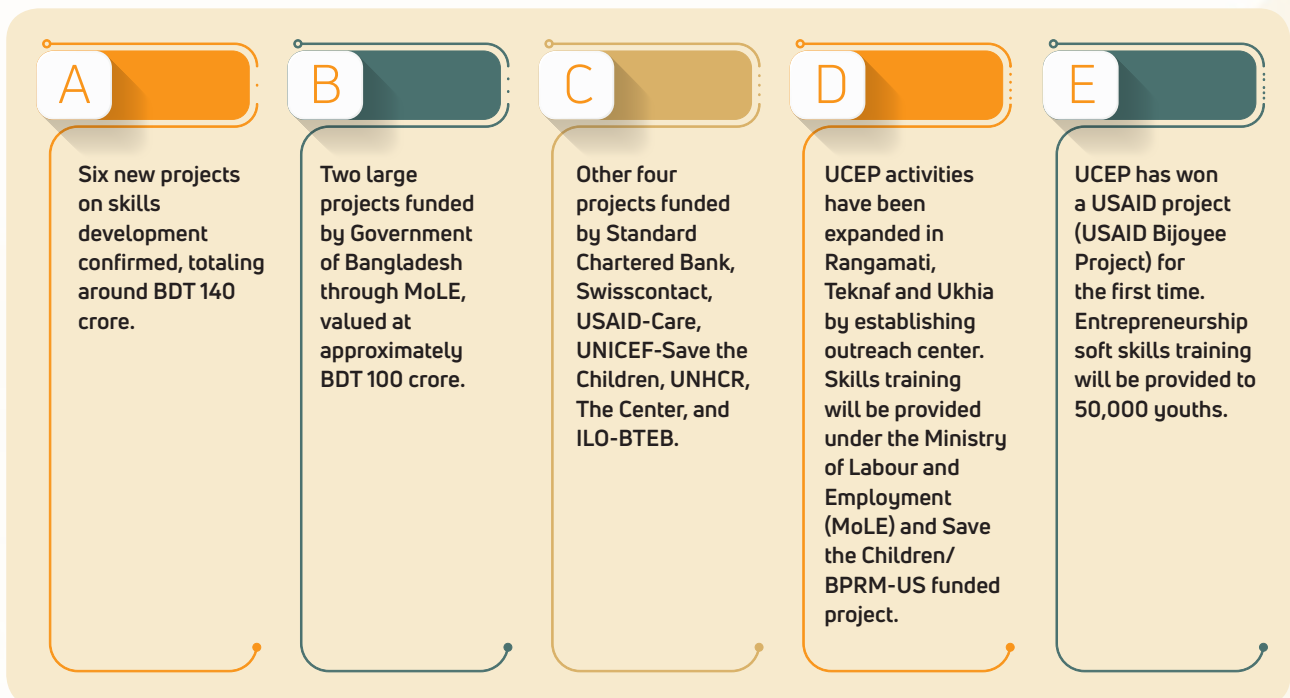 A
Six new projects
on skills
development
confirmed, totaling
around BDT 140
crore.
B
Two large
projects funded
by Government
of Bangladesh
through MoLE,
valued at
approximately
BDT 100 crore.
C
Other four
projects funded
by Standard
Chartered Bank,
Swisscontact,
USAID-Care,
UNICEF-Save the
Children, UNHCR,
The Center, and
ILO-BTEB.
D
UCEP activities
have been
expanded in
Rangamati,
Teknaf and Ukhia
by establishing
outreach center.
Skills training
will be provided
under the Ministry
of Labour and
Employment
(MoLE) and Save
the Children/
BPRM-US funded
project.
E
UCEP has won
a USAID project
(USAID Bijoyee
Project) for
the first time.
Entrepreneurship
soft skills training
will be provided to
50,000 youths.